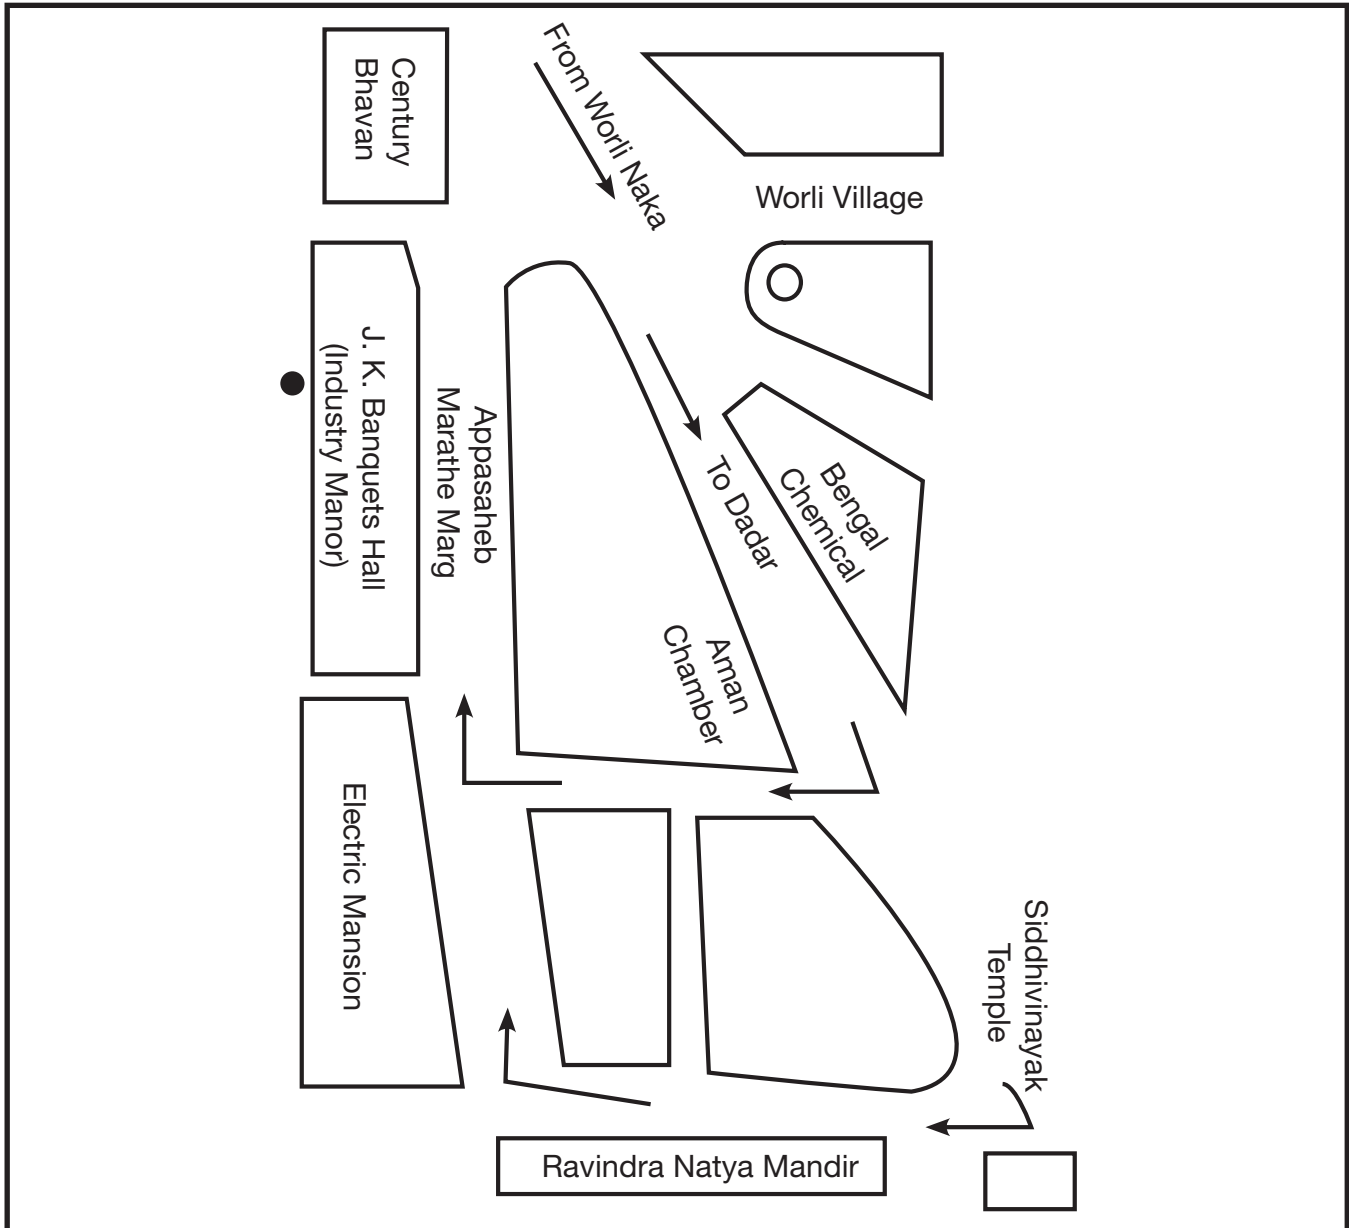 Century
Bhavan
From Worli Naka
Worli Village
J. K. Banquets Hall
(Industry Manor)
Appasaheb
Marathe Marg
To Dadar
Bengal
Chemical
Aman
Chamber
Electric Mansion
Siddhivinayak
Temple
Ravindra Natya Mandir